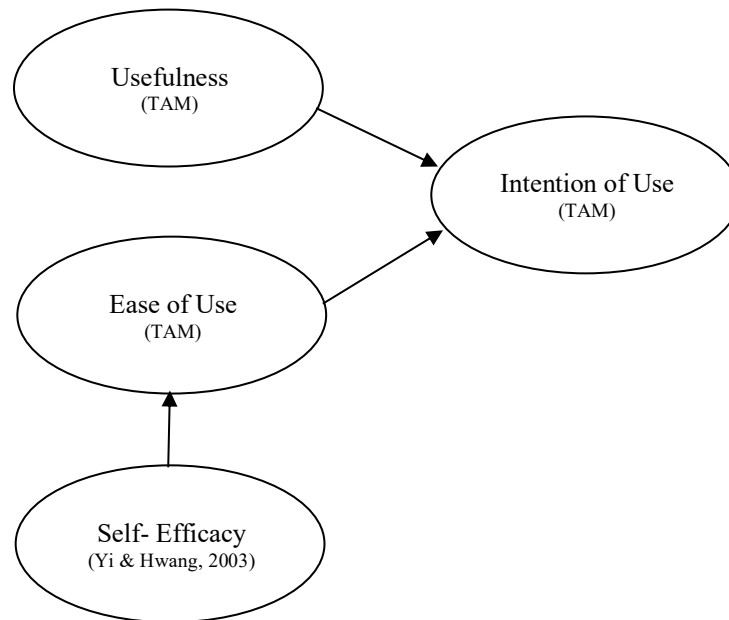 Usefulness
(TAM)
Intention of Use
(TAM)
Ease of Use
(TAM)
Self- Efficacy
(Yi & Hwang, 2003)